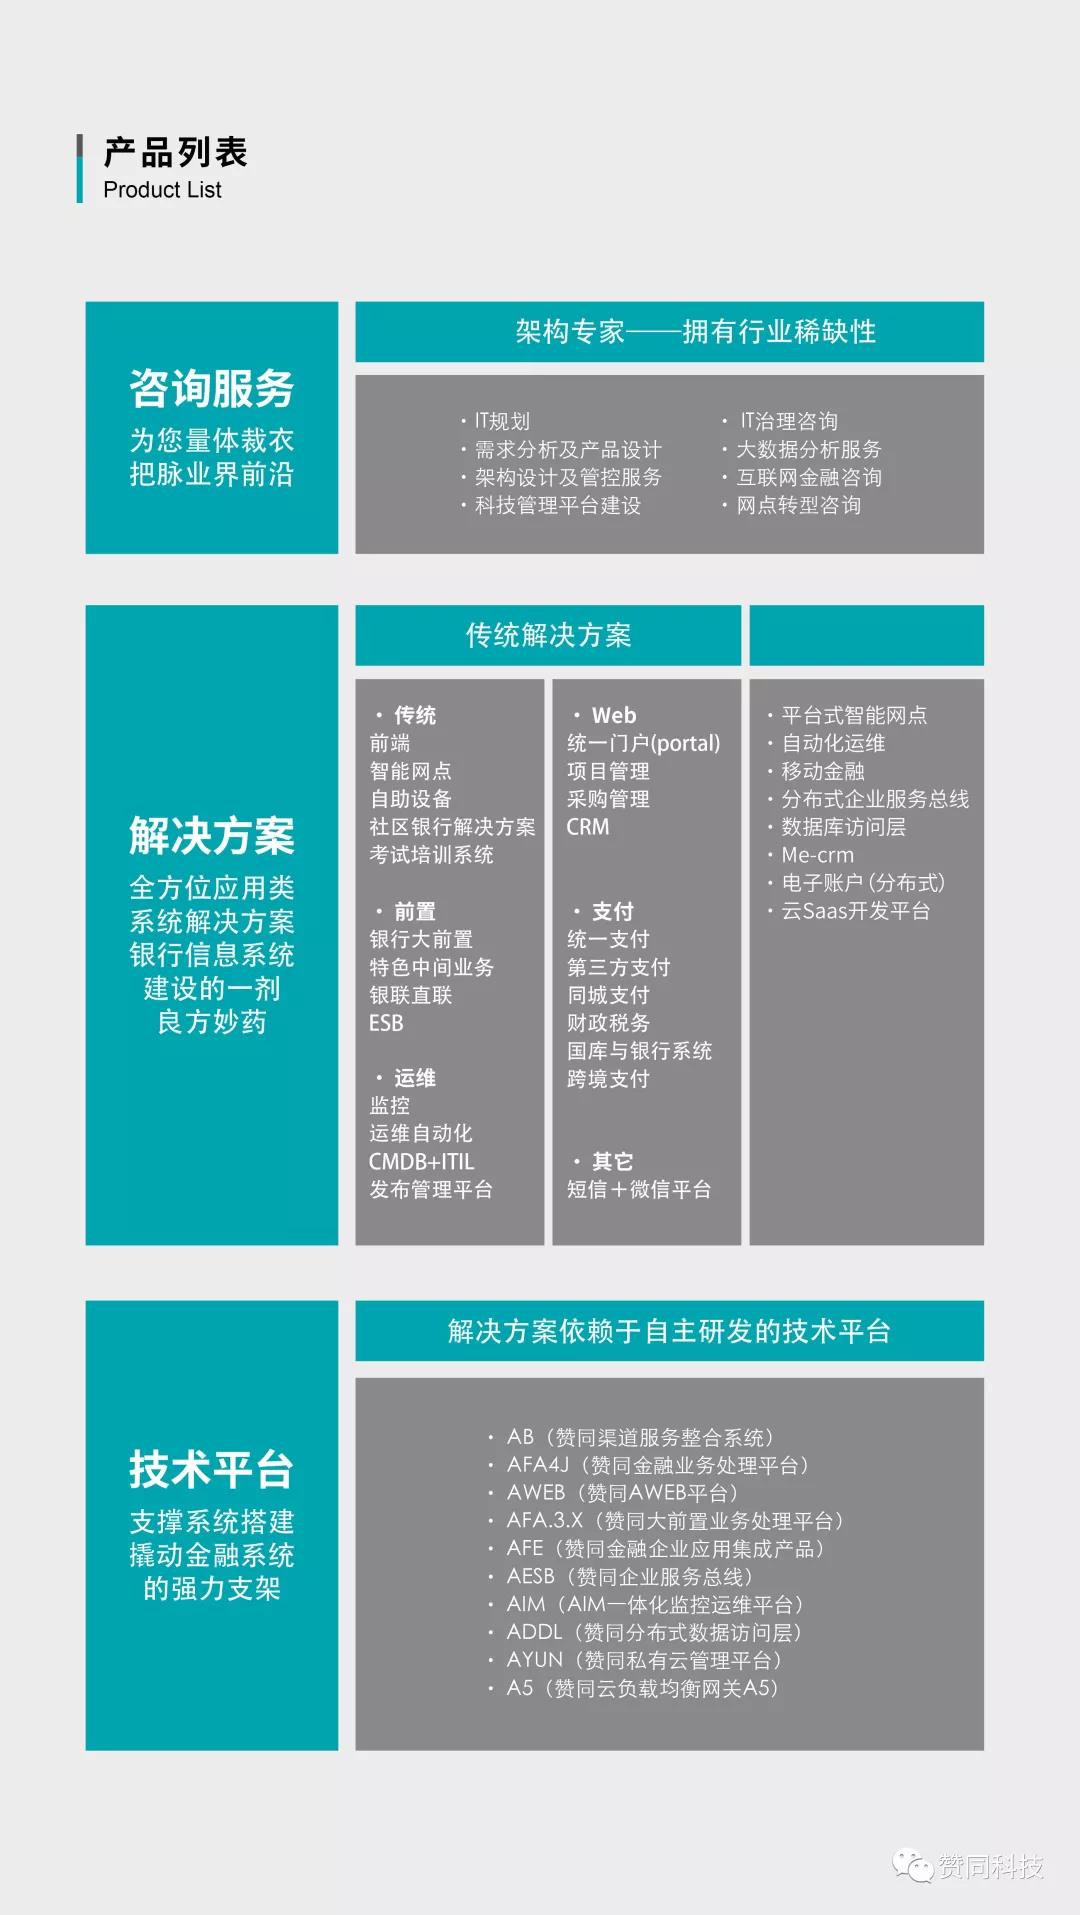 产品列表
Product List
咨询服务
为您量体裁衣
把脉业界前沿
架构专家——拥有行业稀缺性
· IT规划
· 需求分析及产品设计
· 架构设计及管控服务
· 科技管理平台建设
· IT治理咨询
· 大数据分析服务
· 互联网金融咨询
· 网点转型咨询
解决方案
全方位应用类
系统解决方案
银行信息系统
建设的一剂
良方妙药
传统解决方案
· 传统
前端
智能网点
自助设备
社区银行解决方案
考试培训系统
· 前置
银行大前置
特色中间业务
银联直联
ESB
· 运维
监控
运维自动化
CMDB+ITIL
发布管理平台
· Web
统一门户(portal)
项目管理
采购管理
CRM
· 支付
统一支付
第三方支付
同城支付
财政税务
国库与银行系统
跨境支付
· 其它
短信＋微信平台
· 平台式智能网点
· 自动化运维
· 移动金融
· 分布式企业服务总线
· 数据库访问层
· Me-crm
· 电子账户（分布式）
· 云Saas开发平台
技术平台
支撑系统搭建
撬动金融系统
的强力支架
解决方案依赖于自主研发的技术平台
· AB（赞同渠道服务整合系统）
· AFA4J（赞同金融业务处理平台）
· AWEB（赞同AWEB平台）
· AFA.3.X（赞同大前置业务处理平台）
· AFE（赞同金融企业应用集成产品）
· AESB（赞同企业服务总线）
· AIM（AIM一体化监控运维平台）
· ADDL（赞同分布式数据访问层）
· AYUN（赞同私有云管理平台）
· A5（赞同云负载均衡网关A5）
赞同科技